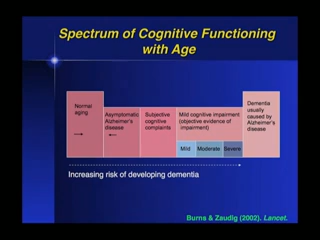 Spectrum of Cognitive Functioning
with Age
Normal
aging
Asymptomatic
Alzheimer's
disease
Subjective
cognitive
complaints
Mild cognitive impairment
(objective evidence of
impairment)
Mild Moderate Severe
Dementia
usually
caused by
Alzheimer's
disease
Increasing risk of developing dementia
Burns & Zaudig (2002). Lancet.